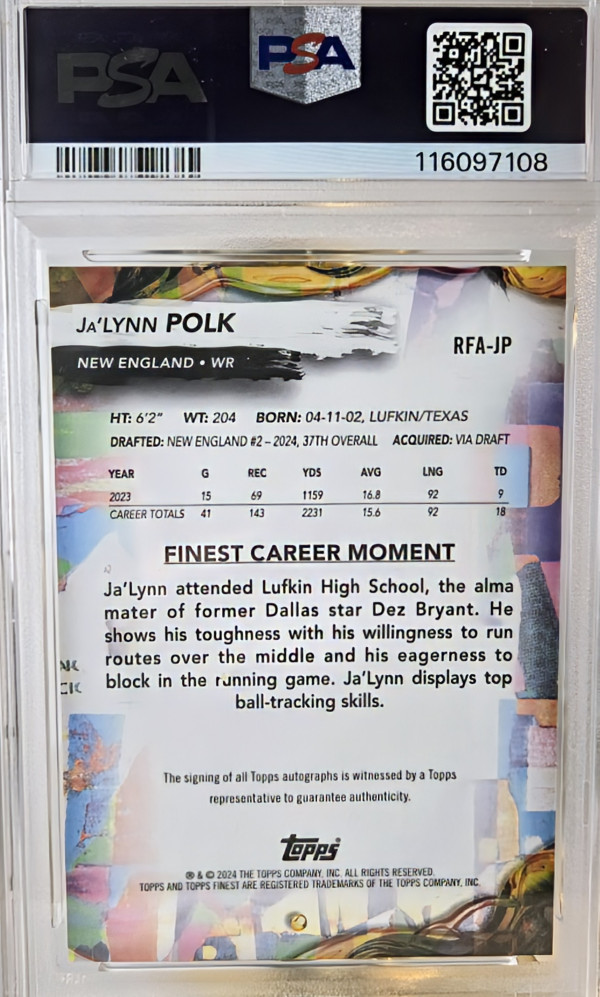 PSA
PSA
116097108
JA'LYNN POLK
NEW ENGLAND • WR
RFA-JP
HT: 6'2" WT: 204 BORN: 04-11-02, LUFKIN/TEXAS
DRAFTED: NEW ENGLAND #2 – 2024, 37TH OVERALL ACQUIRED: VIA DRAFT
YEAR G REC YDS AVG LNG TD
2023 15 69 1159 16.8 92 9
CAREER TOTALS 41 143 2231 15.6 92 18
FINEST CAREER MOMENT
Ja'Lynn attended Lufkin High School, the alma
mater of former Dallas star Dez Bryant. He
shows his toughness with his willingness to run
routes over the middle and his eagerness to
block in the running game. Ja'Lynn displays top
ball-tracking skills.
The signing of all Topps autographs is witnessed by a Topps
representative to guarantee authenticity.
topps
® & © 2024 THE TOPPS COMPANY, INC. ALL RIGHTS RESERVED.
TOPPS AND TOPPS FINEST ARE REGISTERED TRADEMARKS OF THE TOPPS COMPANY, INC.